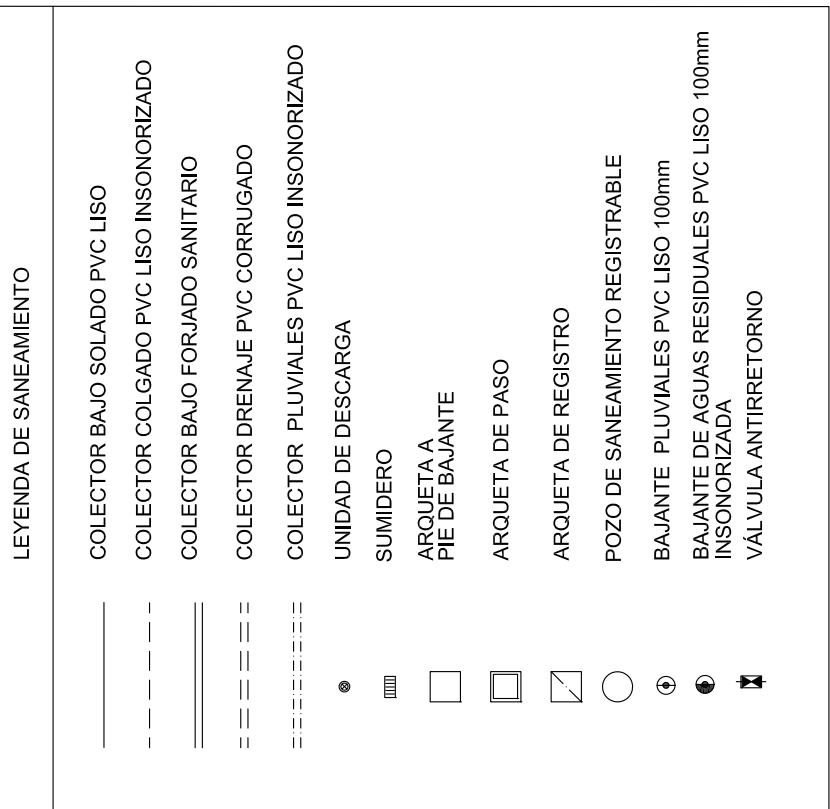 LEYENDA DE SANEAMIENTO
COLECTOR BAJO SOLADO PVC LISO
COLECTOR COLGADO PVC LISO INSONORIZADO
COLECTOR BAJO FORJADO SANITARIO
COLECTOR DRENAJE PVC CORRUGADO
COLECTOR PLUVIALES PVC LISO INSONORIZADO
UNIDAD DE DESCARGA
SUMIDERO
ARQUETA A
PIE DE BAJANTE
ARQUETA DE PASO
ARQUETA DE REGISTRO
POZO DE SANEAMIENTO REGISTRABLE
BAJANTE PLUVIALES PVC LISO 100mm
BAJANTE DE AGUAS RESIDUALES PVC LISO 100mm
INSONORIZADA
VÁLVULA ANTIRRETORNO